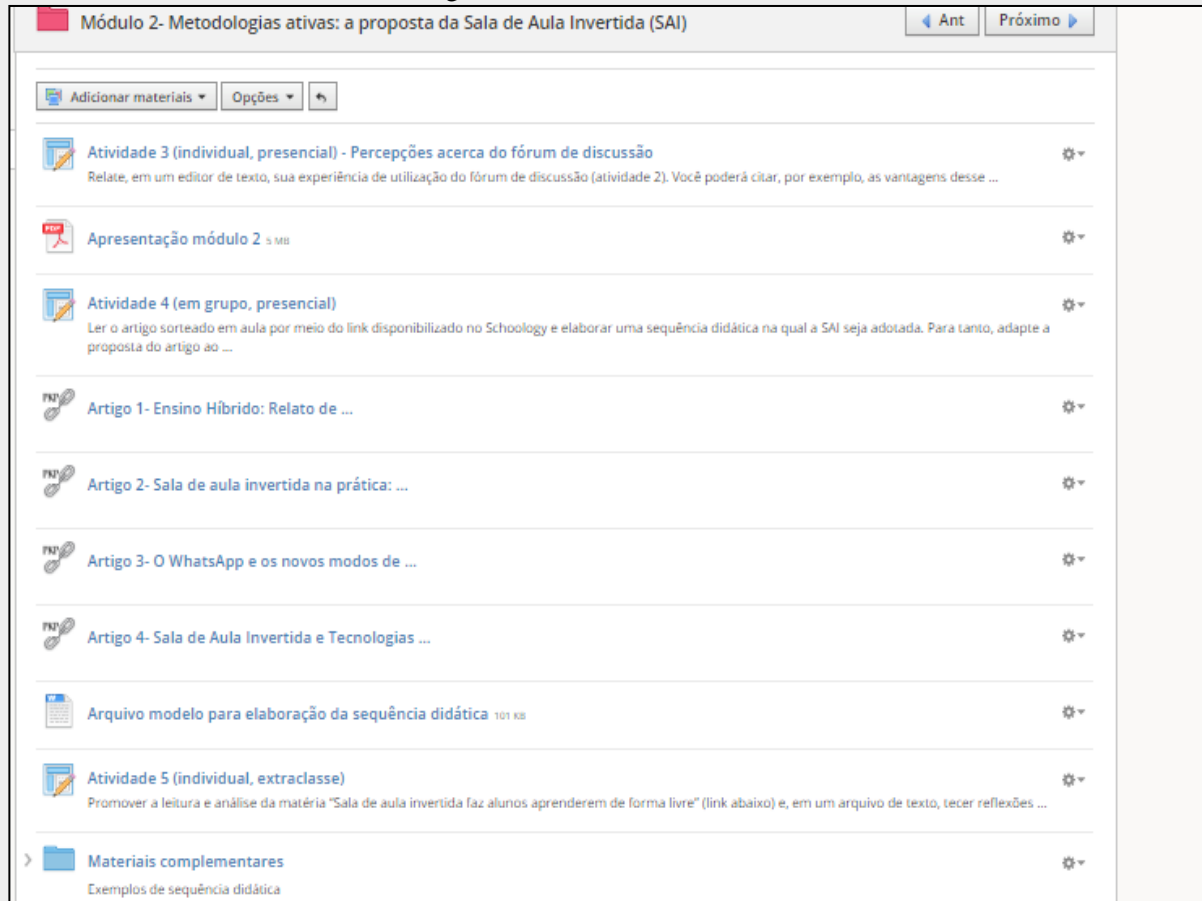 Módulo 2- Metodologias ativas: a proposta da Sala de Aula Invertida (SAI)
Ant
Próximo
Adicionar materiais
Opções
Atividade 3 (individual, presencial) - Percepções acerca do fórum de discussão
Relate, em um editor de texto, sua experiência de utilização do fórum de discussão (atividade 2). Você poderá citar, por exemplo, as vantagens desse ...
PDF
Apresentação módulo 2 5 MB
Atividade 4 (em grupo, presencial)
Ler o artigo sorteado em aula por meio do link disponibilizado no Schoology e elaborar uma sequência didática na qual a SAI seja adotada. Para tanto, adapte a
proposta do artigo ao ...
PKP
Artigo 1- Ensino Híbrido: Relato de ...
PKP
Artigo 2- Sala de aula invertida na prática: ...
PKP
Artigo 3- O WhatsApp e os novos modos de ...
PKP
Artigo 4- Sala de Aula Invertida e Tecnologias ...
W
Arquivo modelo para elaboração da sequência didática 101 KB
Atividade 5 (individual, extraclasse)
Promover a leitura e análise da matéria "Sala de aula invertida faz alunos aprenderem de forma livre" (link abaixo) e, em um arquivo de texto, tecer reflexões ...
Materiais complementares
Exemplos de sequência didática